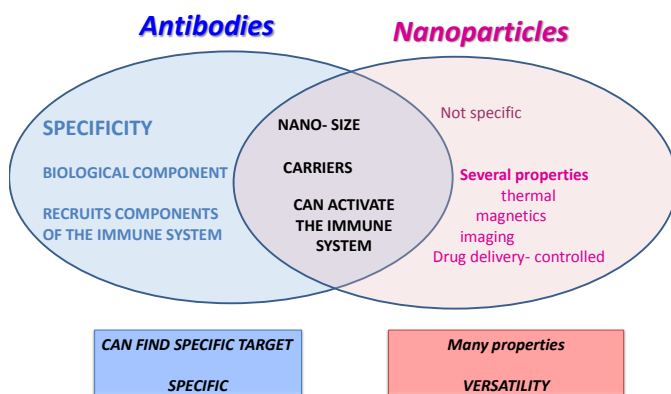 Antibodies
Nanoparticles
SPECIFICITY
BIOLOGICAL COMPONENT
RECRUITS COMPONENTS
OF THE IMMUNE SYSTEM
NANO- SIZE
CARRIERS
CAN ACTIVATE
THE IMMUNE
SYSTEM
Not specific
Several properties
thermal
magnetics
imaging
Drug delivery- controlled
CAN FIND SPECIFIC TARGET
SPECIFIC
Many properties
VERSATILITY